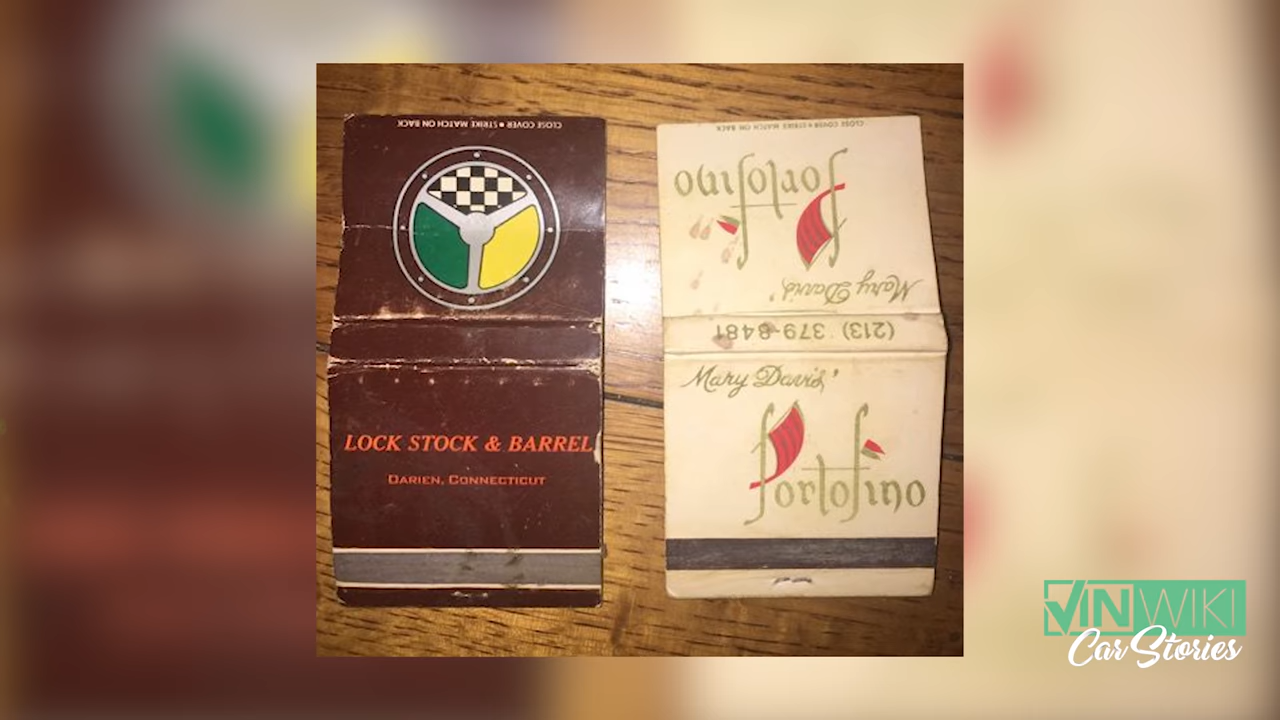 CLOSE COVER ■ STRIKE MATCH ON BACK
LOCK STOCK & BARREL
DARIEN, CONNECTICUT
CLOSE COVER • STRIKE MATCH ON BACK
Portofino
Mary Davis'
(213) 379-8481
Mary Davis'
Portofino
VINWIKI
Car Stories